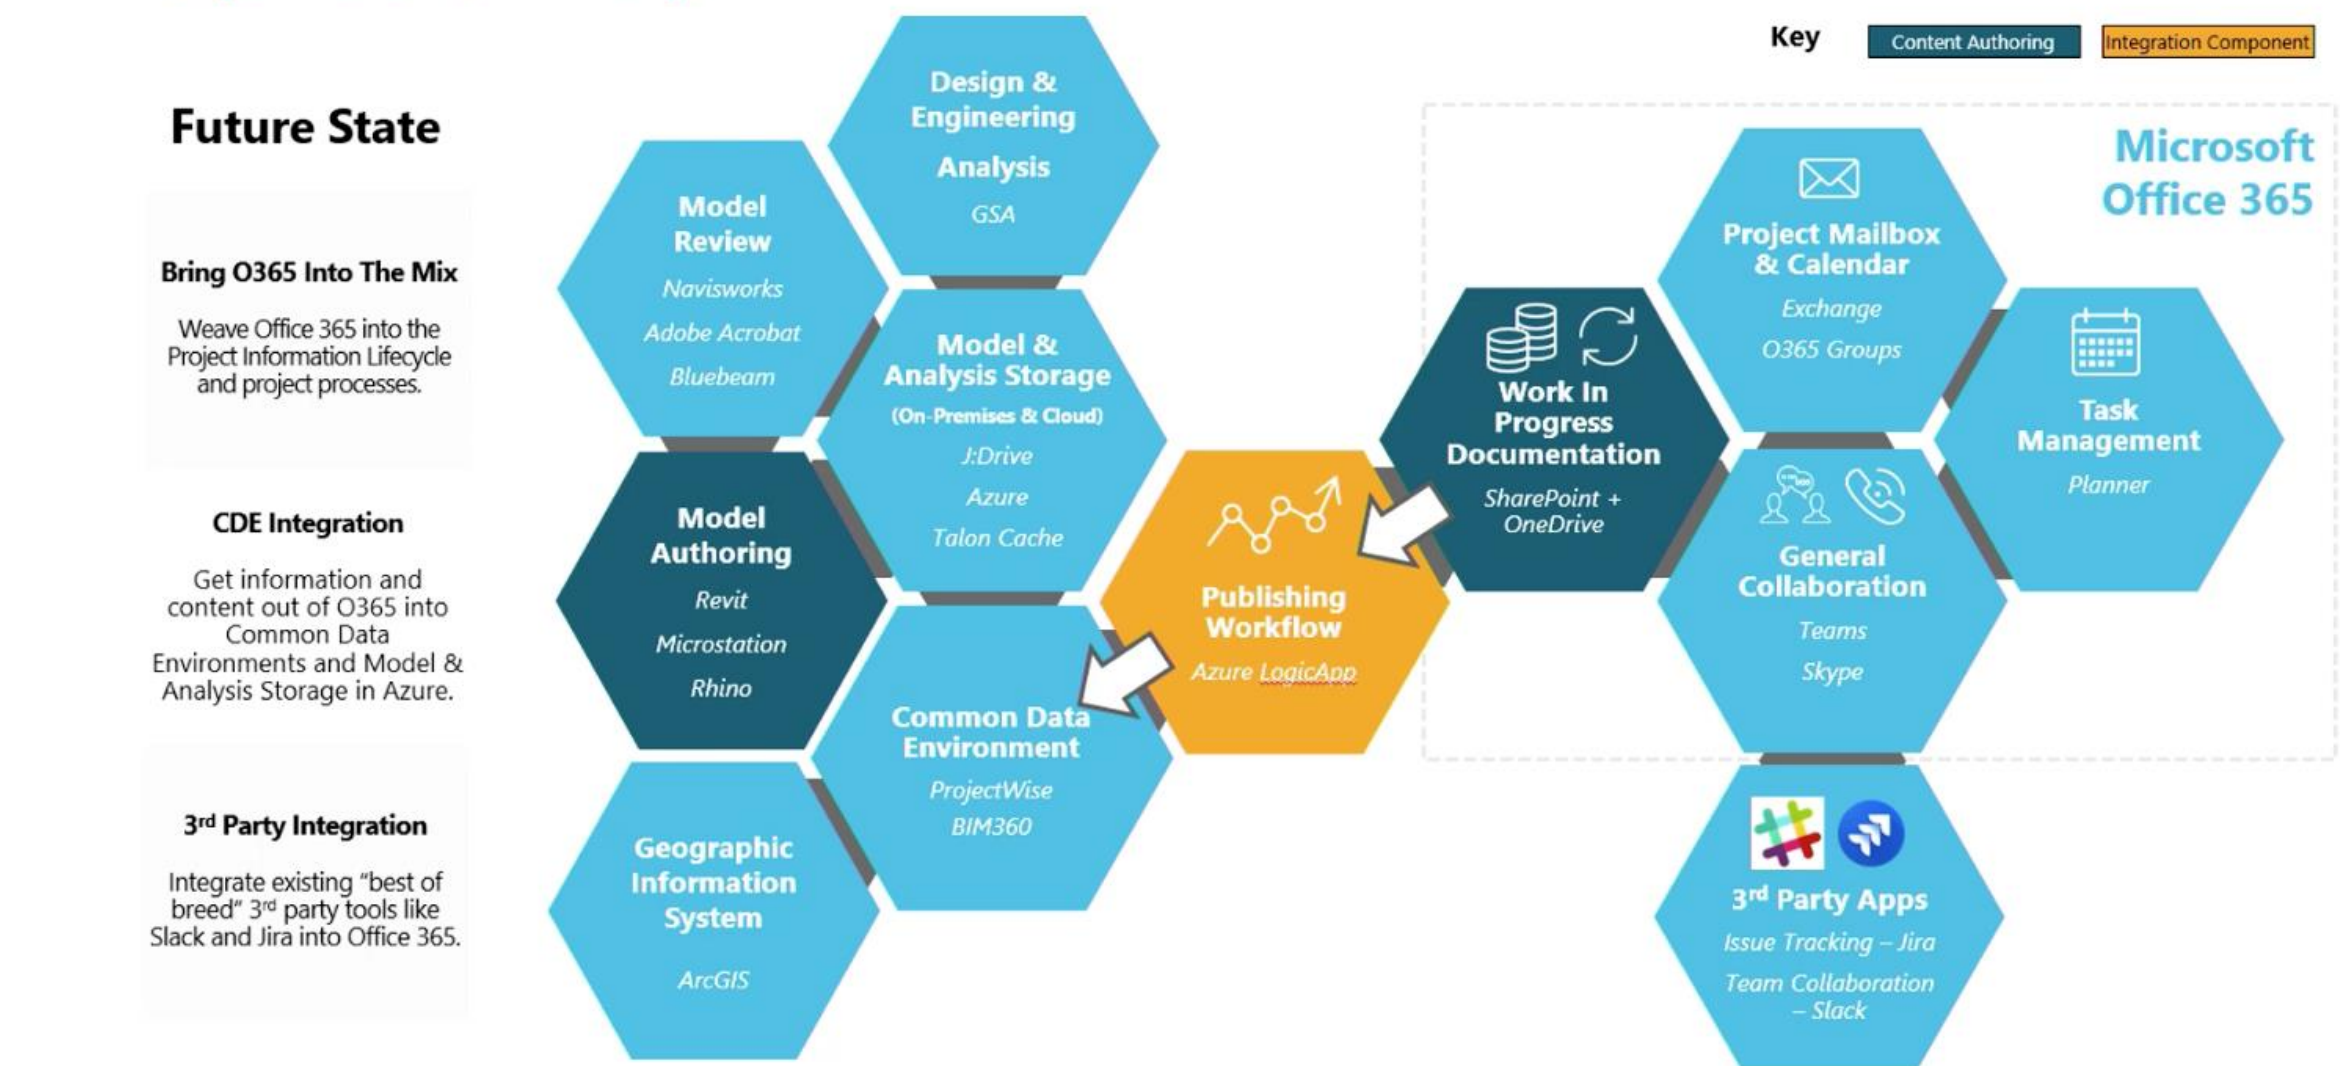 Key
Content Authoring
Integration Component
Future State
Bring O365 Into The Mix
Weave Office 365 into the
Project Information Lifecycle
and project processes.
CDE Integration
Get information and
content out of O365 into
Common Data
Environments and Model &
Analysis Storage in Azure.
3rd Party Integration
Integrate existing “best of
breed” 3rd party tools like
Slack and Jira into Office 365.
Design &
Engineering
Analysis
GSA
Model
Review
Navisworks
Adobe Acrobat
Bluebeam
Model &
Analysis Storage
(On-Premises & Cloud)
J:Drive
Azure
Talon Cache
Model
Authoring
Revit
Microstation
Rhino
Common Data
Environment
ProjectWise
BIM360
Geographic
Information
System
ArcGIS
Publishing
Workflow
Azure LogicApp
Microsoft
Office 365
Work In
Progress
Documentation
SharePoint +
OneDrive
Project Mailbox
& Calendar
Exchange
O365 Groups
Task
Management
Planner
General
Collaboration
Teams
Skype
3rd Party Apps
Issue Tracking – Jira
Team Collaboration
– Slack